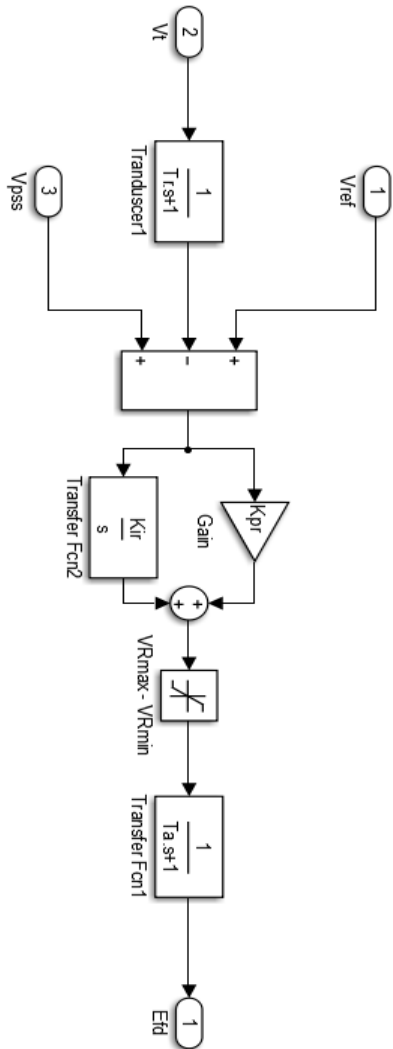 1
Vref
2
Vt
1
Tr.s+1
Tranduscer1
3
Vpss
+
−
+
Kpr
Gain
Kir
s
Transfer Fcn2
+
+
VRmax - VRmin
1
Ta.s+1
Transfer Fcn1
1
Efd